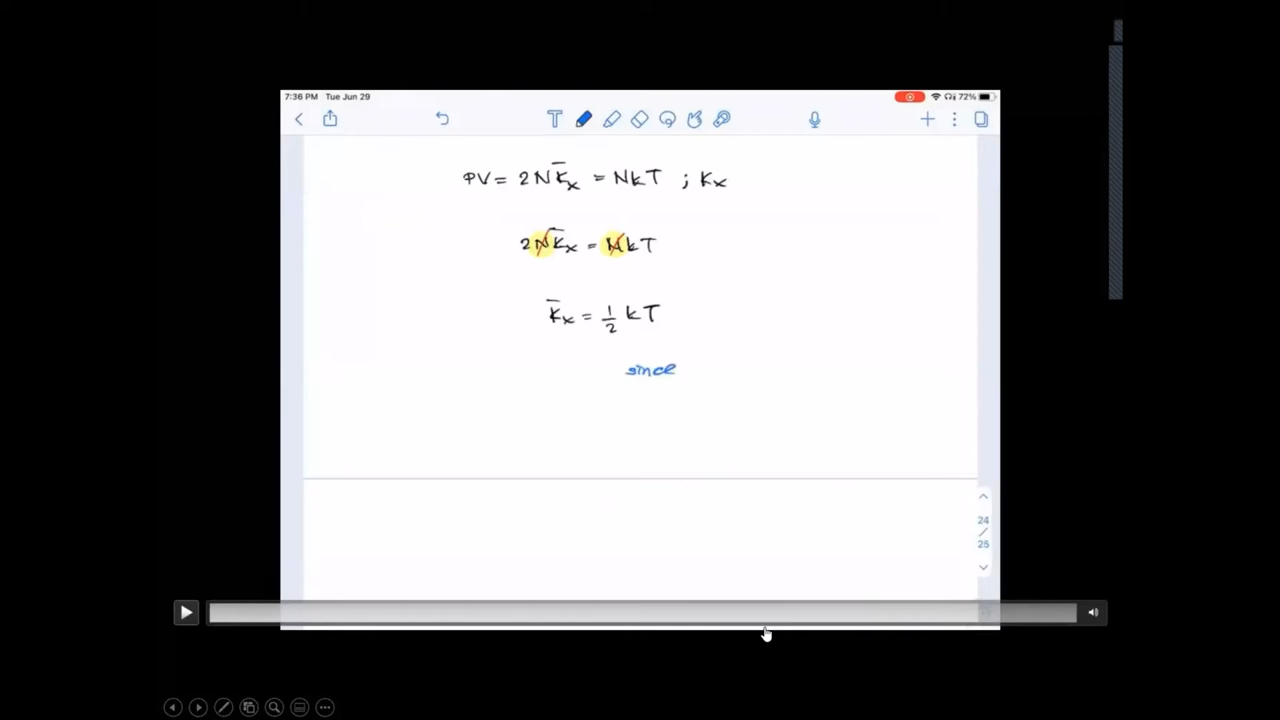 7:36 PM Tue Jun 29
72%
T
PV = 2NK̅x = NkT ; Kx
2NK̅x = NkT
K̅x = 1/2 kT
since
24
/
25